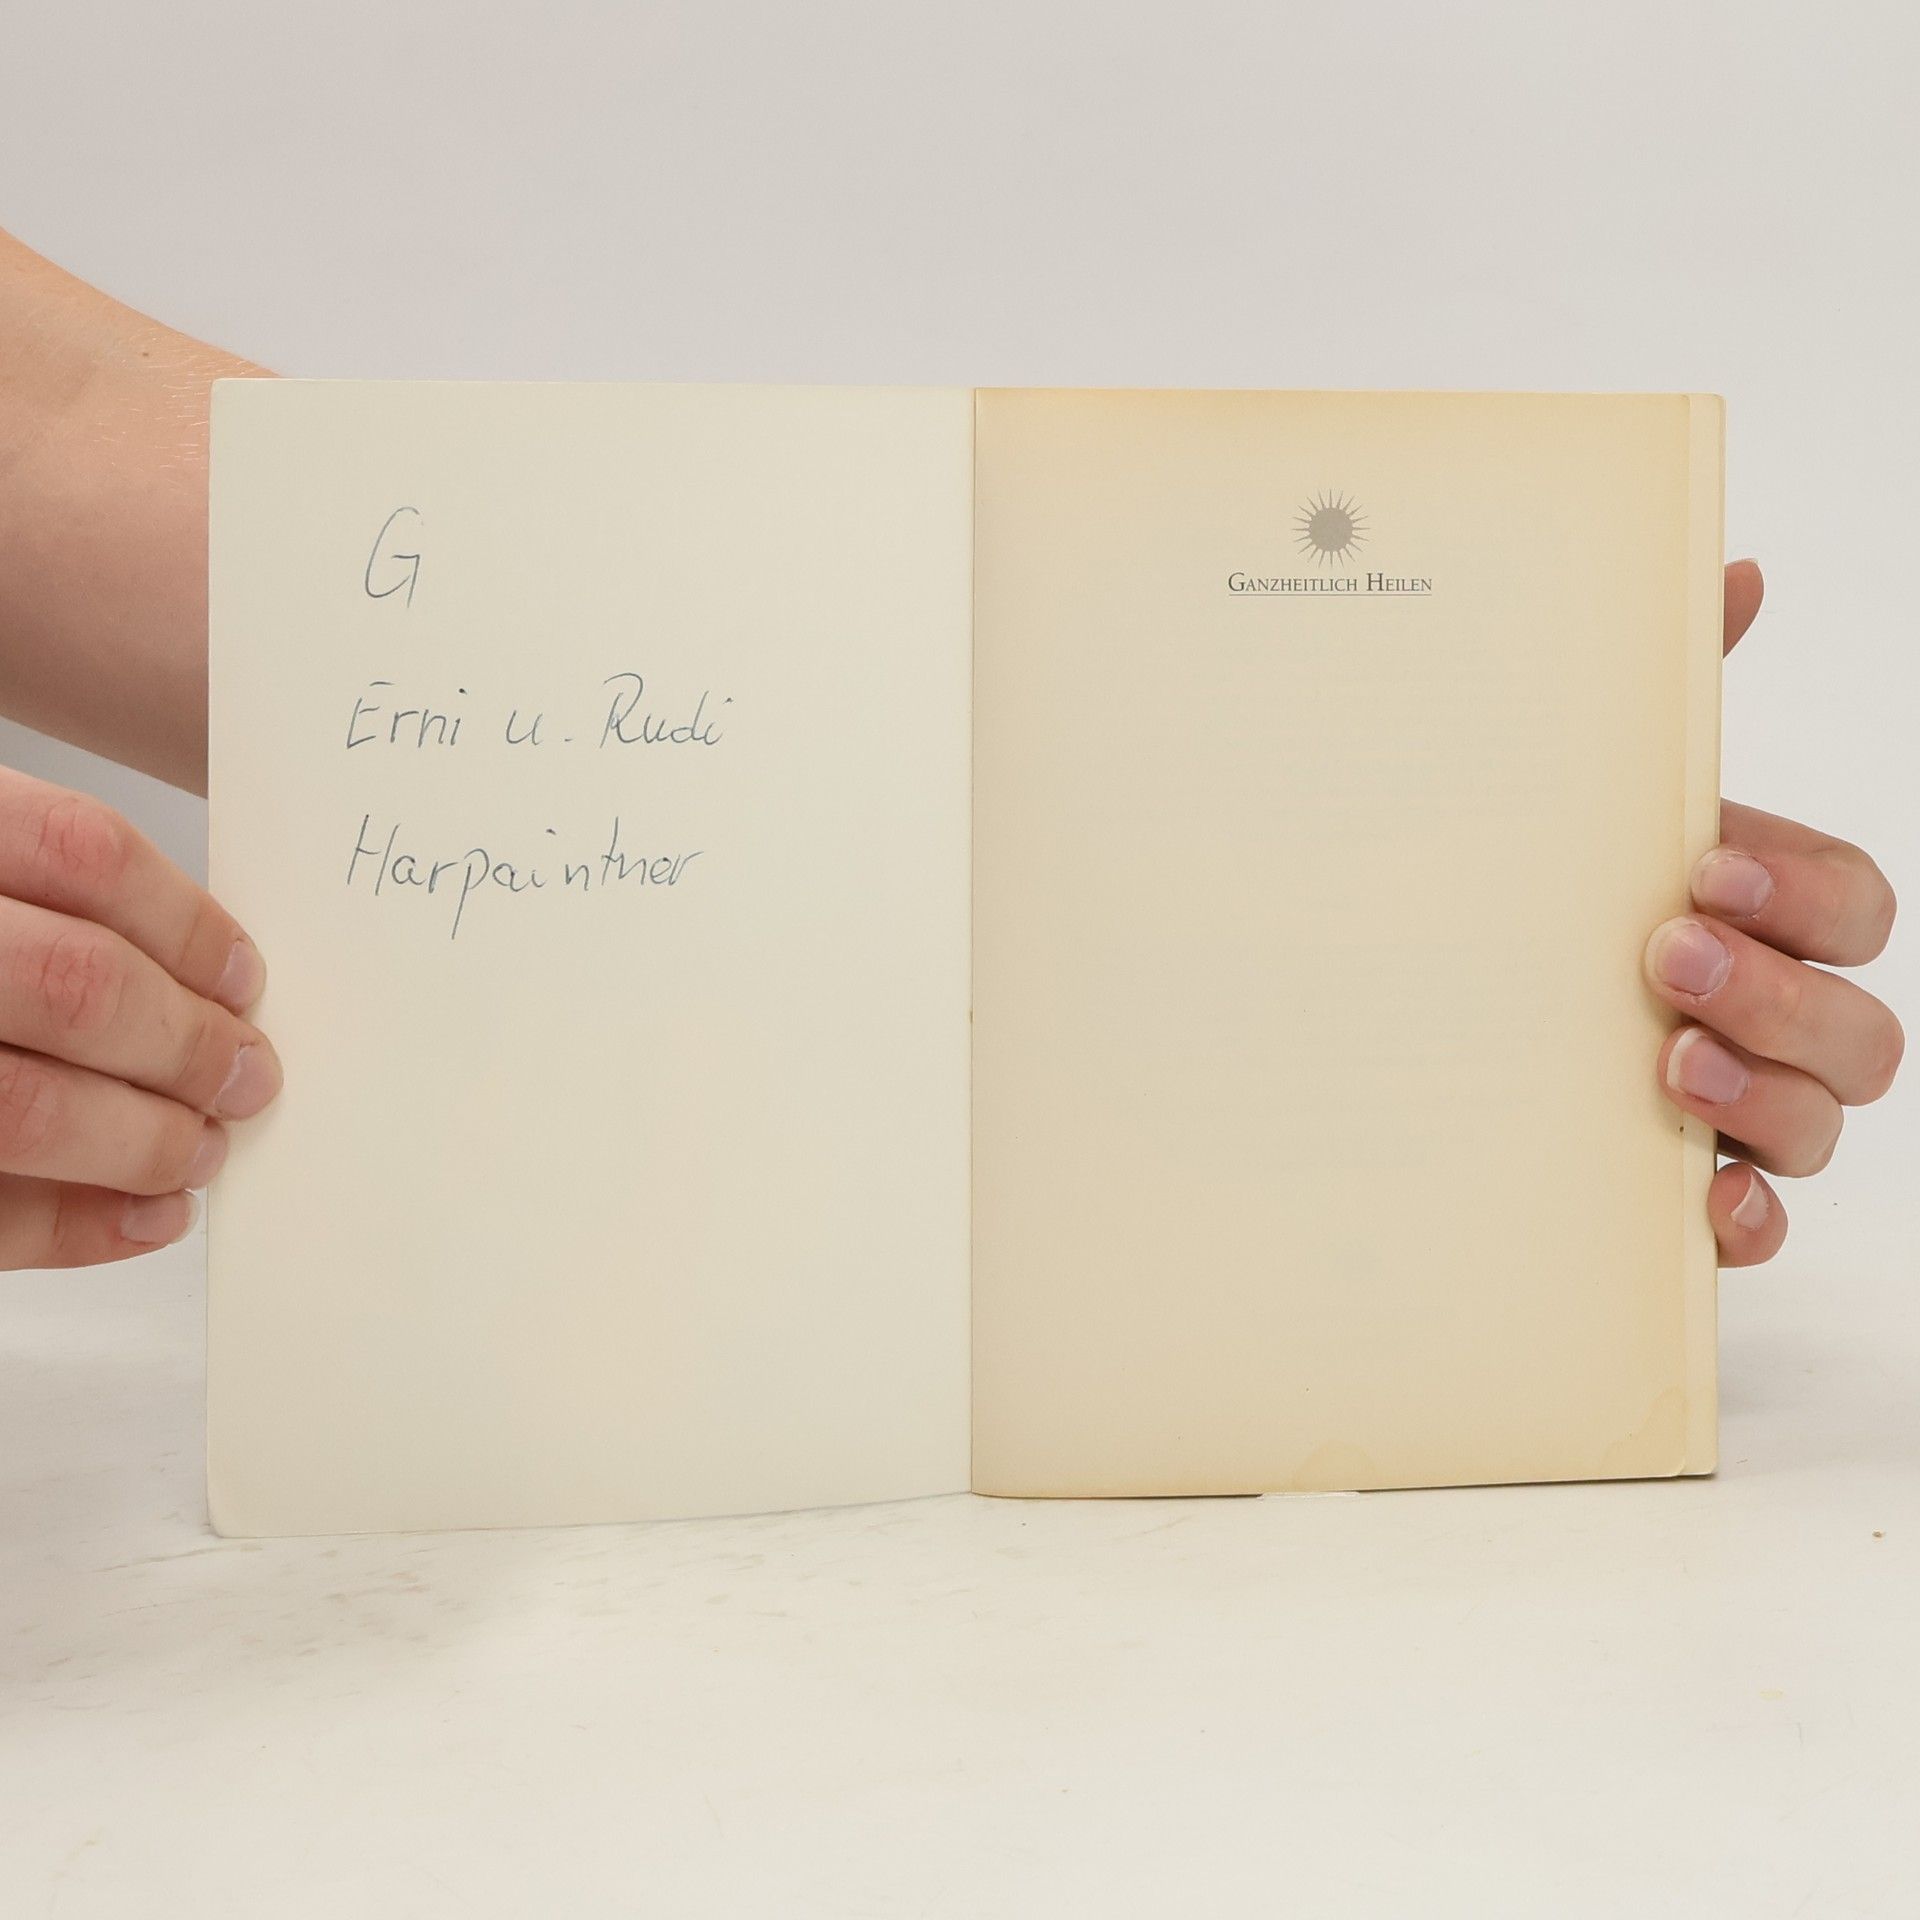 G
Erni u. Rudi
Harpaintner
GANZHEITLICH HEILEN